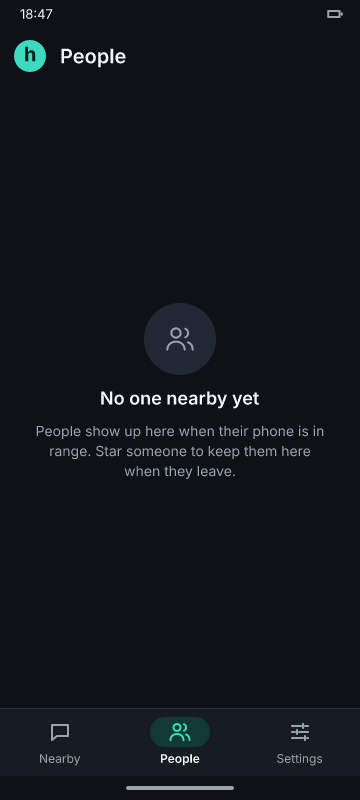 18:47
h People
No one nearby yet
People show up here when their phone is in
range. Star someone to keep them here
when they leave.
Nearby
People
Settings